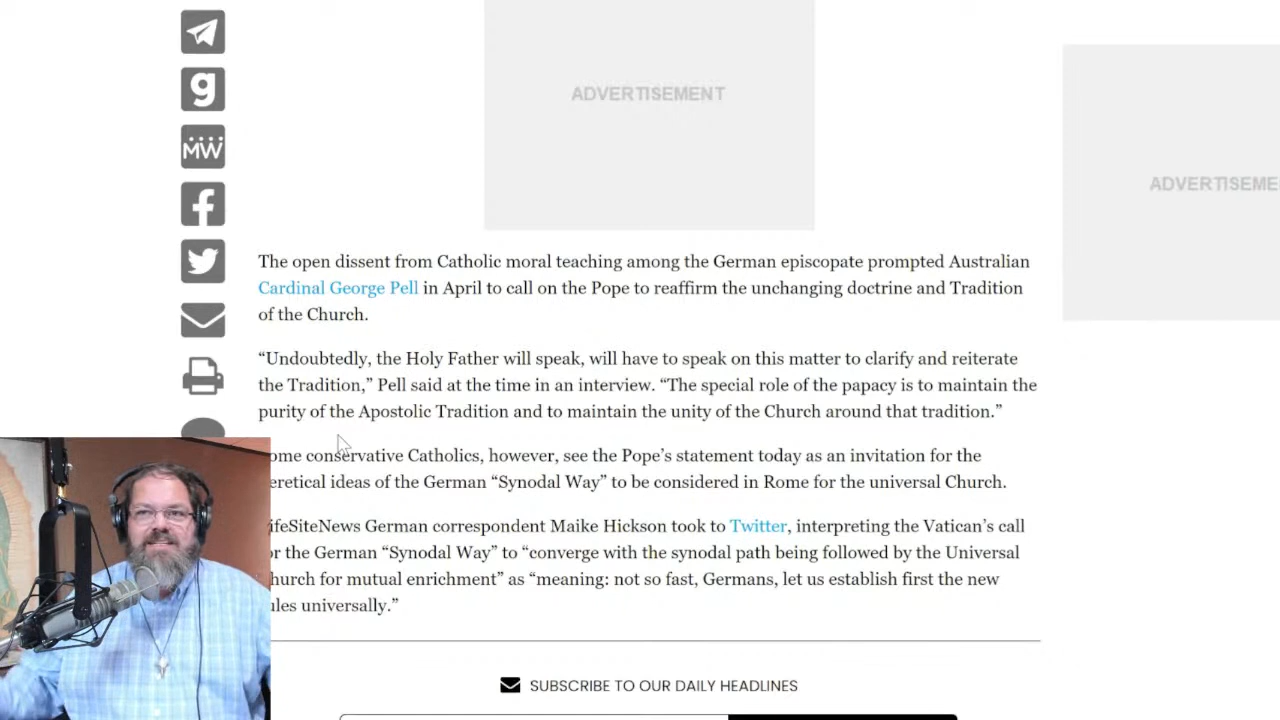 ADVERTISEMENT
ADVERTISEME
g
MW
The open dissent from Catholic moral teaching among the German episcopate prompted Australian
Cardinal George Pell in April to call on the Pope to reaffirm the unchanging doctrine and Tradition
of the Church.
“Undoubtedly, the Holy Father will speak, will have to speak on this matter to clarify and reiterate
the Tradition,” Pell said at the time in an interview. “The special role of the papacy is to maintain the
purity of the Apostolic Tradition and to maintain the unity of the Church around that tradition.”
ome conservative Catholics, however, see the Pope’s statement today as an invitation for the
eretical ideas of the German “Synodal Way” to be considered in Rome for the universal Church.
ifeSiteNews German correspondent Maike Hickson took to Twitter, interpreting the Vatican’s call
or the German “Synodal Way” to “converge with the synodal path being followed by the Universal
hurch for mutual enrichment” as “meaning: not so fast, Germans, let us establish first the new
ules universally.”
SUBSCRIBE TO OUR DAILY HEADLINES